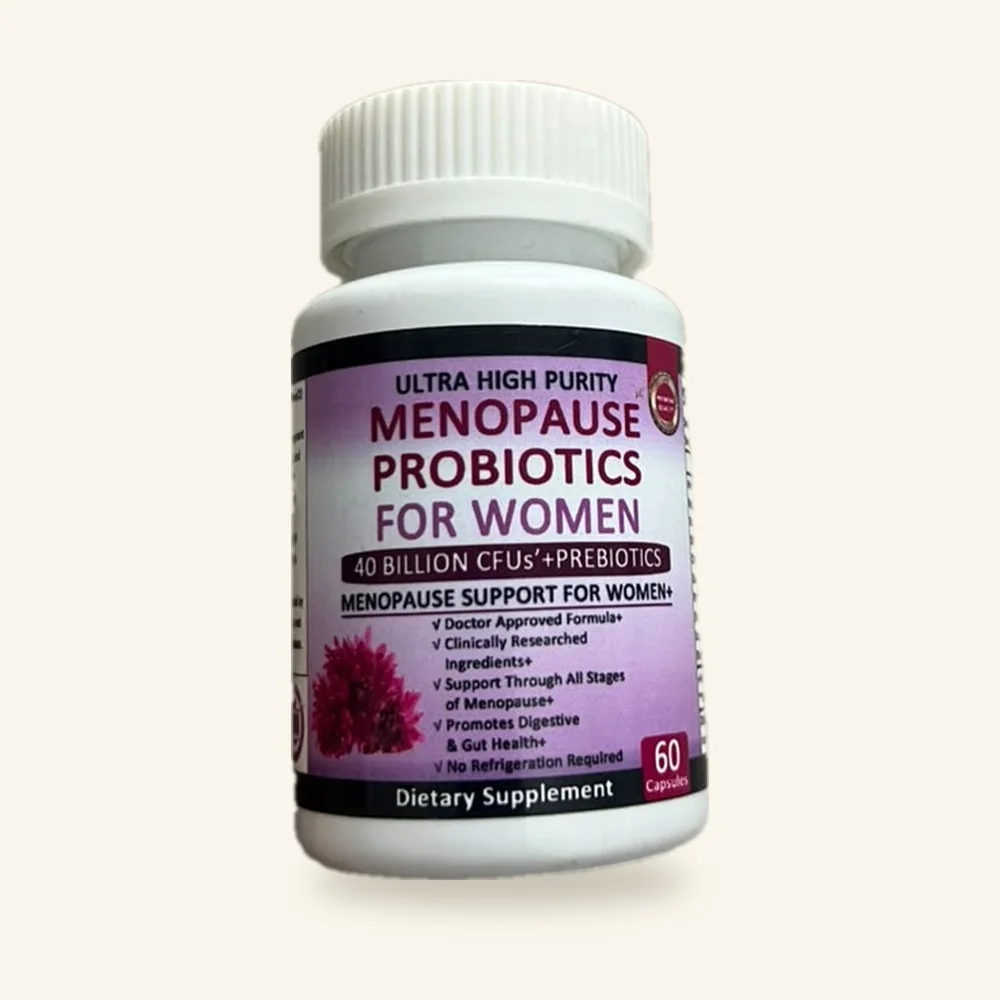 ULTRA HIGH PURITY
MENOPAUSE
PROBIOTICS
FOR WOMEN
40 BILLION CFUs'+PREBIOTICS
MENOPAUSE SUPPORT FOR WOMEN+
√ Doctor Approved Formula+
√ Clinically Researched
Ingredients+
√ Support Through All Stages
of Menopause+
√ Promotes Digestive
& Gut Health+
√ No Refrigeration Required
60
Capsules
Dietary Supplement